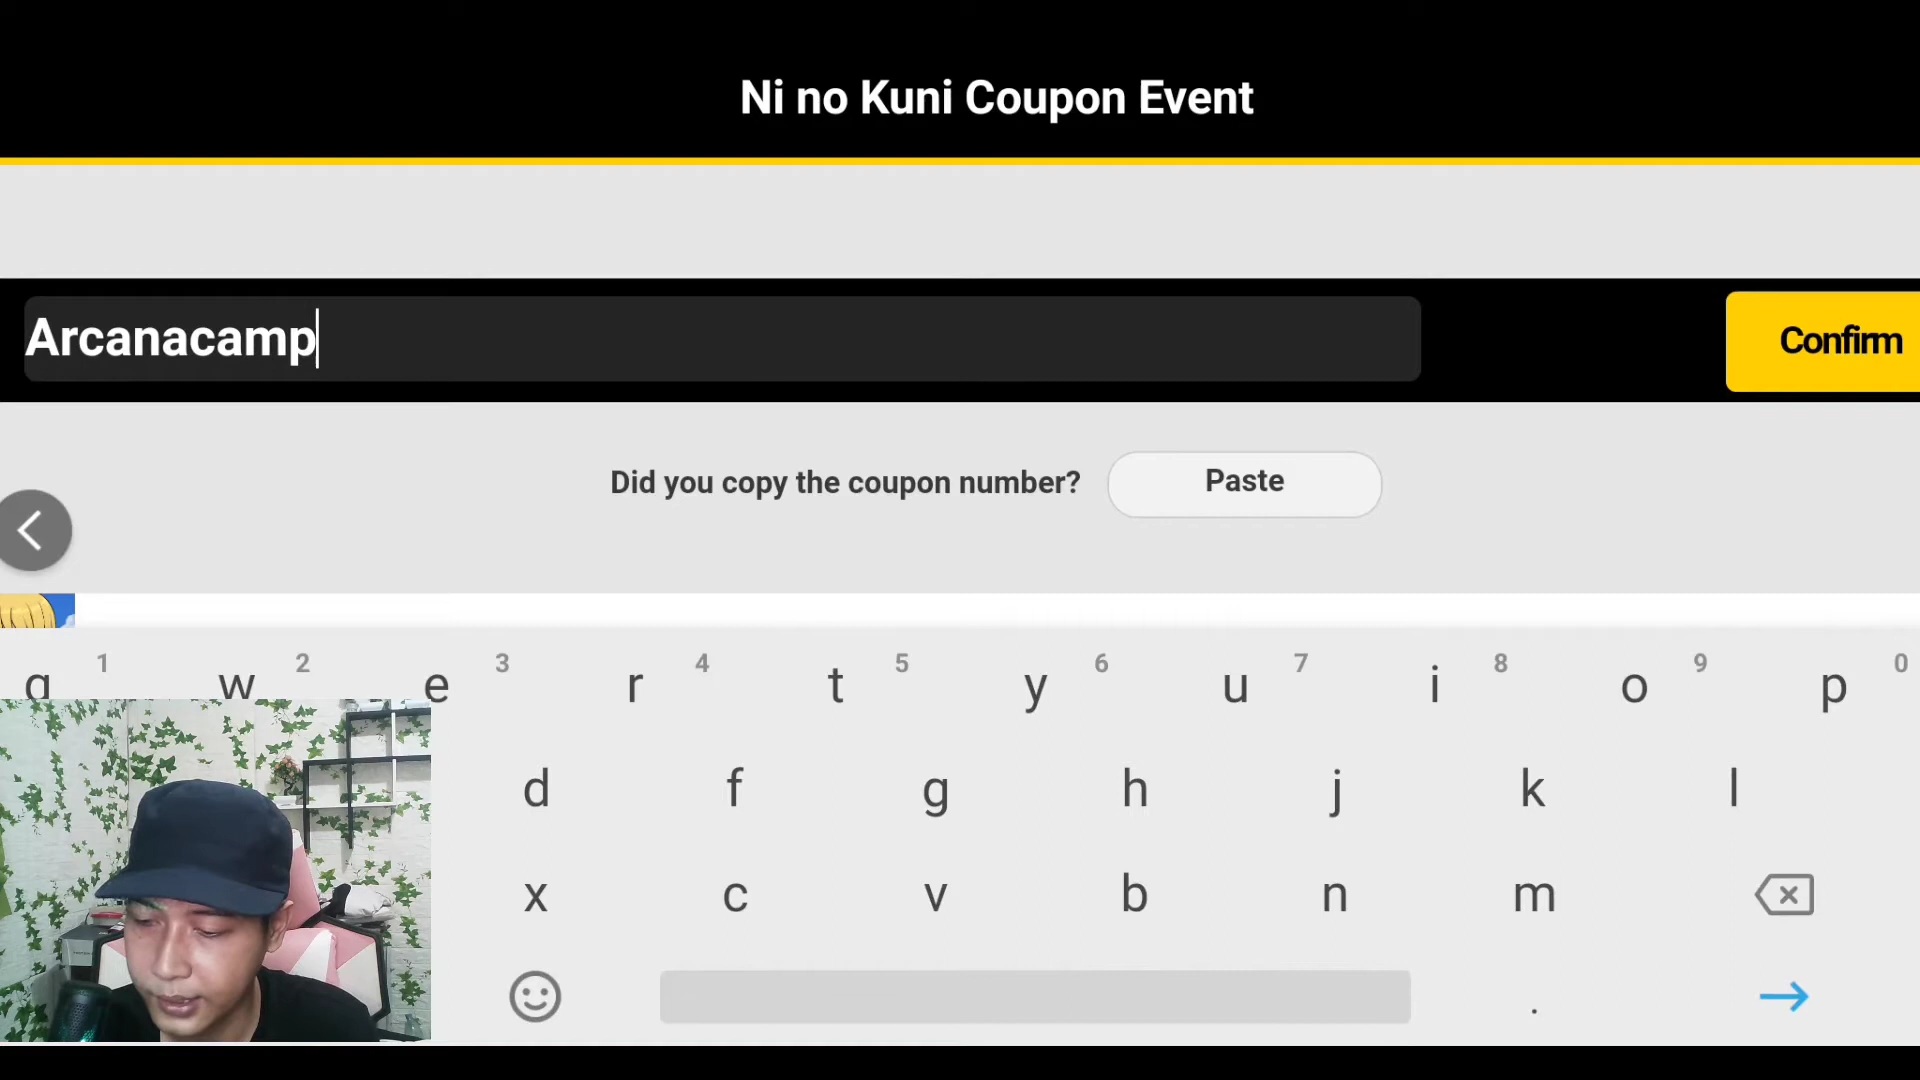 Ni no Kuni Coupon Event
Arcanacamp
Confirm
Did you copy the coupon number?
Paste
1 2 3 4 5 6 7 8 9 0
q w e r t y u i o p
d f g h j k l
x c v b n m
.